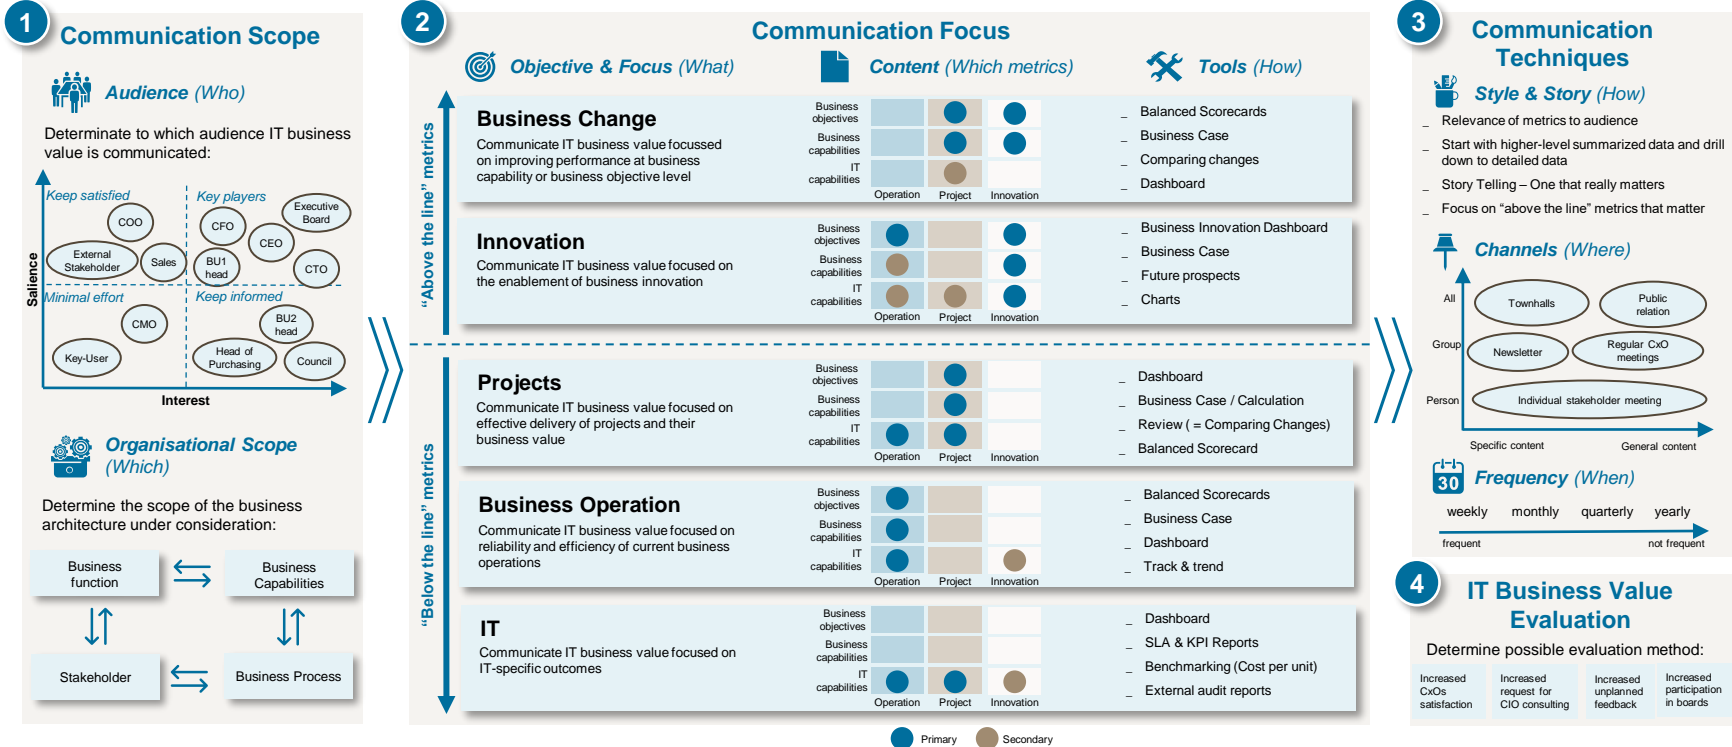 1
Communication Scope
Audience (Who)
Determinate to which audience IT business
value is communicated:
Salience
Keep satisfied
Key players
COO
CFO
Executive
Board
CEO
External
Stakeholder
Sales
BU1
head
CTO
Minimal effort
Keep informed
CMO
BU2
head
Key-User
Head of
Purchasing
Council
Interest
Organisational Scope
(Which)
Determine the scope of the business
architecture under consideration:
Business
function
Business
Capabilities
Stakeholder
Business Process
2
Communication Focus
Objective & Focus (What)
Content (Which metrics)
Tools (How)
"Above the line" metrics
Business Change
Communicate IT business value focussed
on improving performance at business
capability or business objective level
Business
objectives
Business
capabilities
IT
capabilities
Operation Project Innovation
_ Balanced Scorecards
_ Business Case
_ Comparing changes
_ Dashboard
Innovation
Communicate IT business value focused on
the enablement of business innovation
Business
objectives
Business
capabilities
IT
capabilities
Operation Project Innovation
_ Business Innovation Dashboard
_ Business Case
_ Future prospects
_ Charts
"Below the line" metrics
Projects
Communicate IT business value focused on
effective delivery of projects and their
business value
Business
objectives
Business
capabilities
IT
capabilities
Operation Project Innovation
_ Dashboard
_ Business Case / Calculation
_ Review ( = Comparing Changes)
_ Balanced Scorecard
Business Operation
Communicate IT business value focused on
reliability and efficiency of current business
operations
Business
objectives
Business
capabilities
IT
capabilities
Operation Project Innovation
_ Balanced Scorecards
_ Business Case
_ Dashboard
_ Track & trend
IT
Communicate IT business value focused on
IT-specific outcomes
Business
objectives
Business
capabilities
IT
capabilities
Operation Project Innovation
_ Dashboard
_ SLA & KPI Reports
_ Benchmarking (Cost per unit)
_ External audit reports
Primary
Secondary
3
Communication
Techniques
Style & Story (How)
_ Relevance of metrics to audience
_ Start with higher-level summarized data and drill
down to detailed data
_ Story Telling – One that really matters
_ Focus on “above the line” metrics that matter
Channels (Where)
All
Townhalls
Public
relation
Group
Newsletter
Regular CxO
meetings
Person
Individual stakeholder meeting
Specific content
General content
30
Frequency (When)
weekly monthly quarterly yearly
frequent
not frequent
4
IT Business Value
Evaluation
Determine possible evaluation method:
Increased
CxOs
satisfaction
Increased
request for
CIO consulting
Increased
unplanned
feedback
Increased
participation
in boards